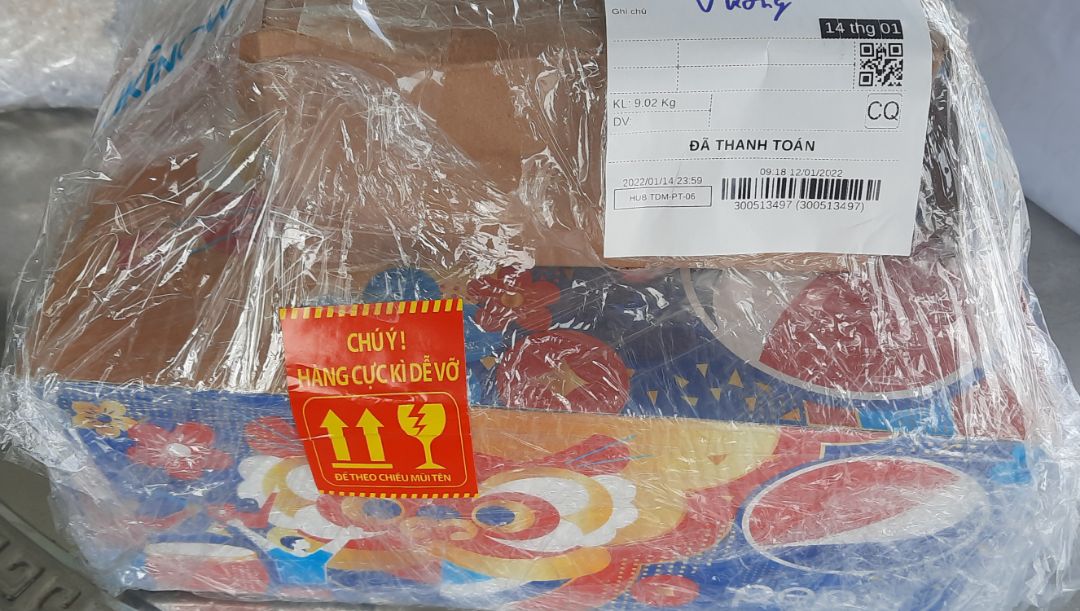 Ghi chú
Vương
14 thg 01
KL: 9.02 Kg
DV:
CQ
ĐÃ THANH TOÁN
09:18 12/01/2022
2022/01/14 23:59
HUB TDM-PT-06
300513497 (300513497)
CHÚ Ý!
HÀNG CỰC KÌ DỄ VỠ
ĐỂ THEO CHIỀU MŨI TÊN